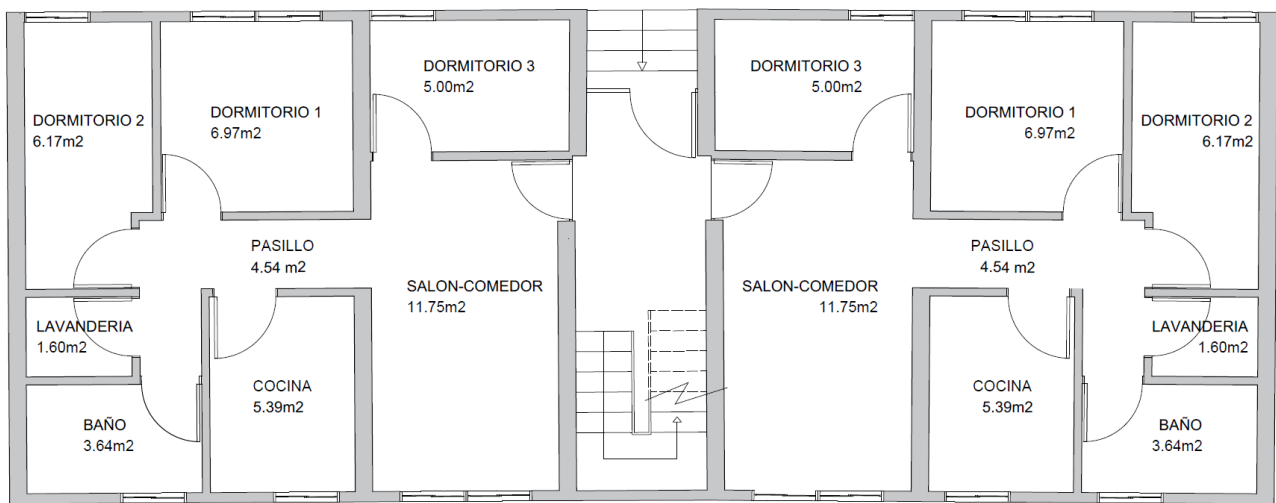 DORMITORIO 2
6.17m2
DORMITORIO 1
6.97m2
DORMITORIO 3
5.00m2
DORMITORIO 3
5.00m2
DORMITORIO 1
6.97m2
DORMITORIO 2
6.17m2
PASILLO
4.54 m2
SALON-COMEDOR
11.75m2
SALON-COMEDOR
11.75m2
PASILLO
4.54 m2
LAVANDERIA
1.60m2
LAVANDERIA
1.60m2
COCINA
5.39m2
COCINA
5.39m2
BAÑO
3.64m2
BAÑO
3.64m2